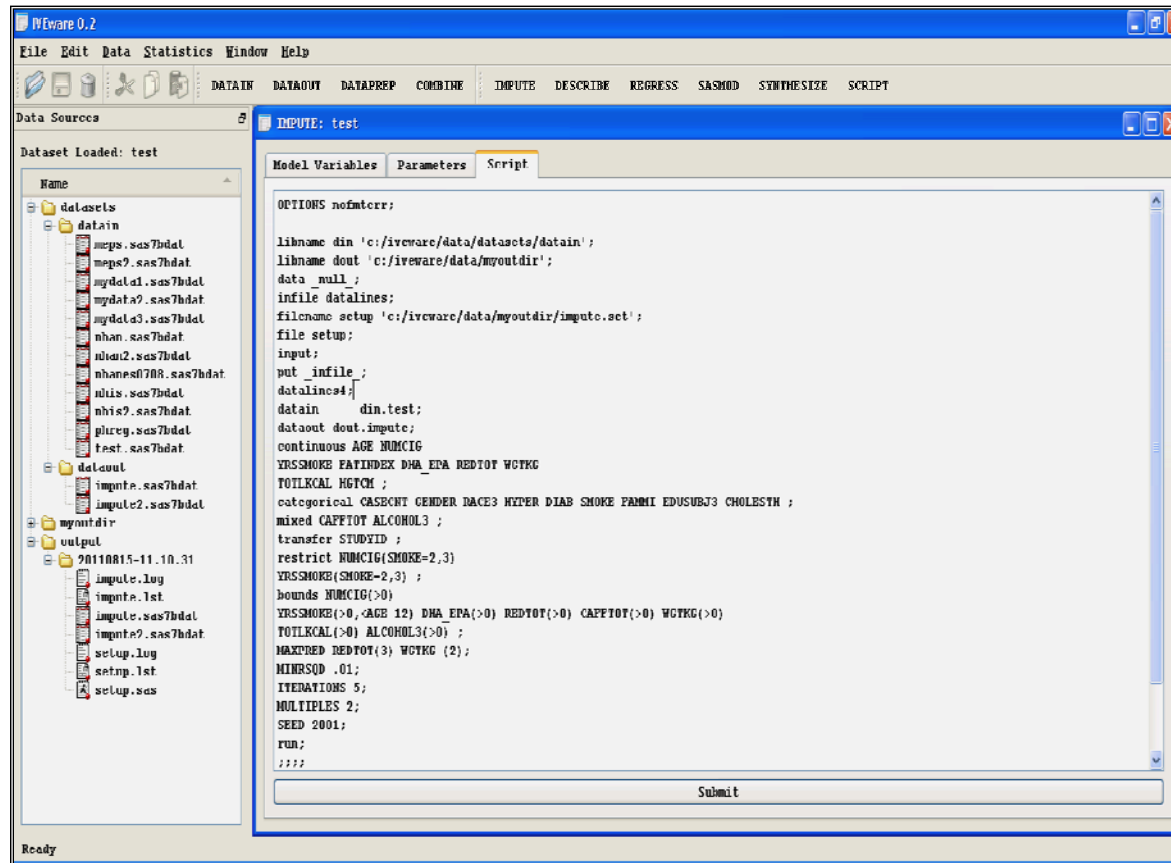 IVEware 0.2
File Edit Data Statistics Window Help
DATAIN DATAOUT DATAPREP COMBINE IMPUTE DESCRIBE REGRESS SASMOD SYNTHESIZE SCRIPT
Data Sources
Dataset Loaded: test
Name
datasets
datain
meps.sas7bdat
meps2.sas7bdat
mydata1.sas7bdat
mydata2.sas7bdat
mydata3.sas7bdat
nhan.sas7bdat
nhan2.sas7bdat
nhanes0708.sas7bdat
nhis.sas7bdat
nhis2.sas7bdat
phreg.sas7bdat
test.sas7bdat
dataout
impute.sas7bdat
impute2.sas7bdat
myoutdir
output
20110815-11.10.31
impute.log
impute.lst
impute.sas7bdat
impute2.sas7bdat
setup.log
setup.lst
setup.sas
IMPUTE: test
Model Variables Parameters Script
OPTIONS nofmterr;
libname din 'c:/iveware/data/datasets/datain';
libname dout 'c:/iveware/data/myoutdir';
data _null_;
infile datalines;
filename setup 'c:/iveware/data/myoutdir/impute.set';
file setup;
input;
put _infile_;
datalines4;
datain din.test;
dataout dout.impute;
continuous AGE NUMCIG
YRSSMOKE FATINDEX DHA_EPA REDTOT WGTKG
TOTLKCAL HGTCM ;
categorical CASECNT GENDER RACE3 HYPER DIAB SMOKE FAMMI EDUSUBJ3 CHOLESTH ;
mixed CAFFTOT ALCOHOL3 ;
transfer STUDYID ;
restrict NUMCIG(SMOKE=2,3)
YRSSMOKE(SMOKE=2,3) ;
bounds NUMCIG(>0)
YRSSMOKE(>0,<AGE 12) DHA_EPA(>0) REDTOT(>0) CAFFTOT(>0) WGTKG(>0)
TOTLKCAL(>0) ALCOHOL3(>0) ;
MAXPRED REDTOT(3) WGTKG (2);
MINRSQD .01;
ITERATIONS 5;
MULTIPLES 2;
SEED 2001;
run;
;;;;
Submit
Ready